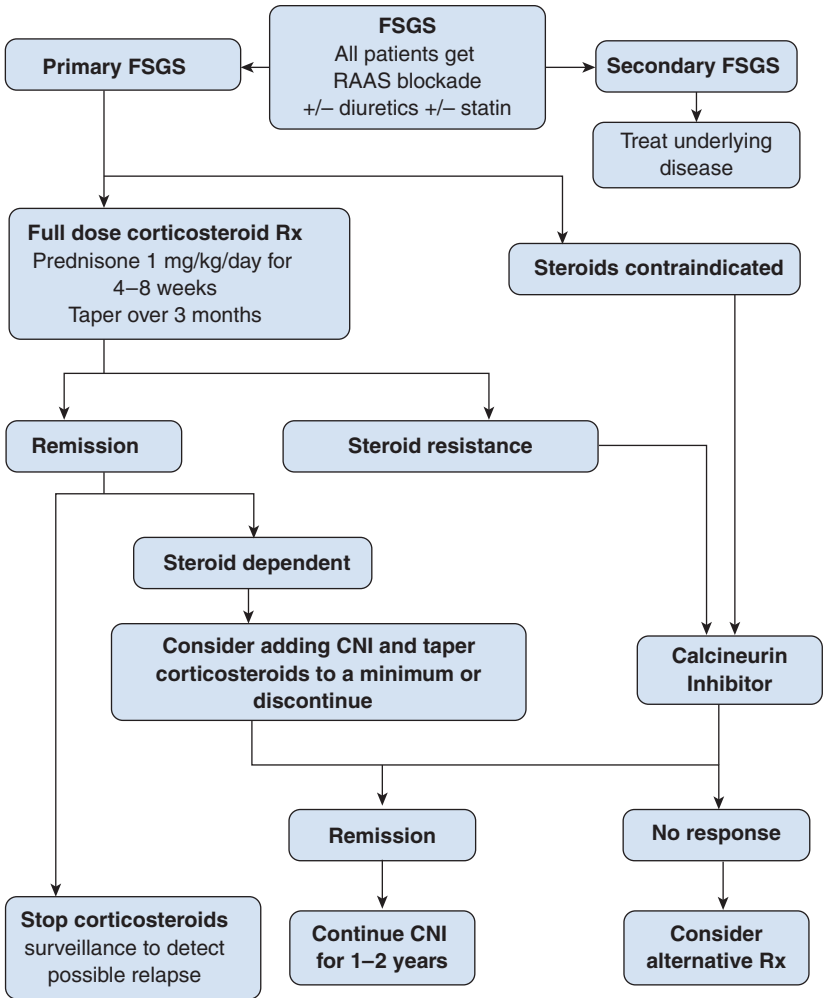 FSGS
All patients get
RAAS blockade
+/– diuretics +/– statin
Primary FSGS
Secondary FSGS
Treat underlying
disease
Full dose corticosteroid Rx
Prednisone 1 mg/kg/day for
4–8 weeks
Taper over 3 months
Steroids contraindicated
Remission
Steroid resistance
Steroid dependent
Consider adding CNI and taper
corticosteroids to a minimum or
discontinue
Calcineurin
Inhibitor
Remission
No response
Stop corticosteroids
surveillance to detect
possible relapse
Continue CNI
for 1–2 years
Consider
alternative Rx